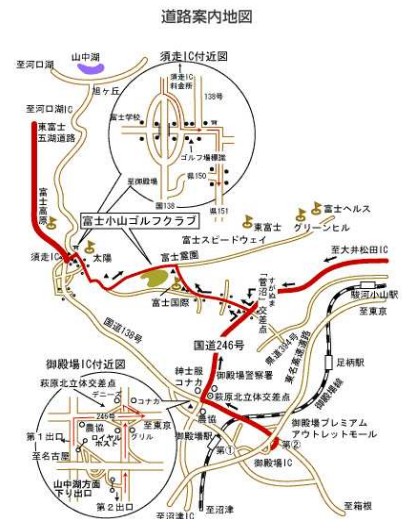 道路案内地図
至河口湖
山中湖
旭ヶ丘
至河口湖IC
東富士
五湖道路
須走IC付近図
須走IC
料金所
138号
富士学校
ゴルフ場標識
至御殿場
県150
国138
県151
富士高原
富士小山ゴルフクラブ
須走IC
太陽
富士霊園
富士国際
富士スピードウェイ
東富士
富士ヘルス
グリーンヒル
至大井松田IC
すがぬま
「菅沼」交差点
駿河小山駅
至東京
国道138号
国道246号
県道394号
東名高速道路
足柄駅
御殿場線
紳士服
コナカ
御殿場警察署
萩原北立体交差点
農協
御殿場駅
第①
第②
御殿場プレミアム
アウトレットモール
御殿場IC
至沼津IC
至沼津
至箱根
御殿場IC付近図
萩原北立体交差点
デニーズ
コナカ
246号
至東京
第1出口
農協
ロイヤル
ホスト
グリル
至名古屋
山中湖方面
下り出口
第2出口